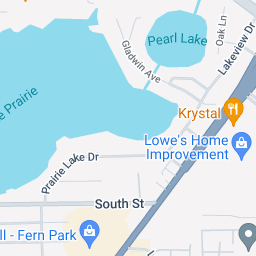 Oak Ln
Pearl Lake
Gladwin Ave
Lakeview Dr
Prairie
Krystal
Lowe's Home
Improvement
Prairie Lake Dr
South St
ll - Fern Park